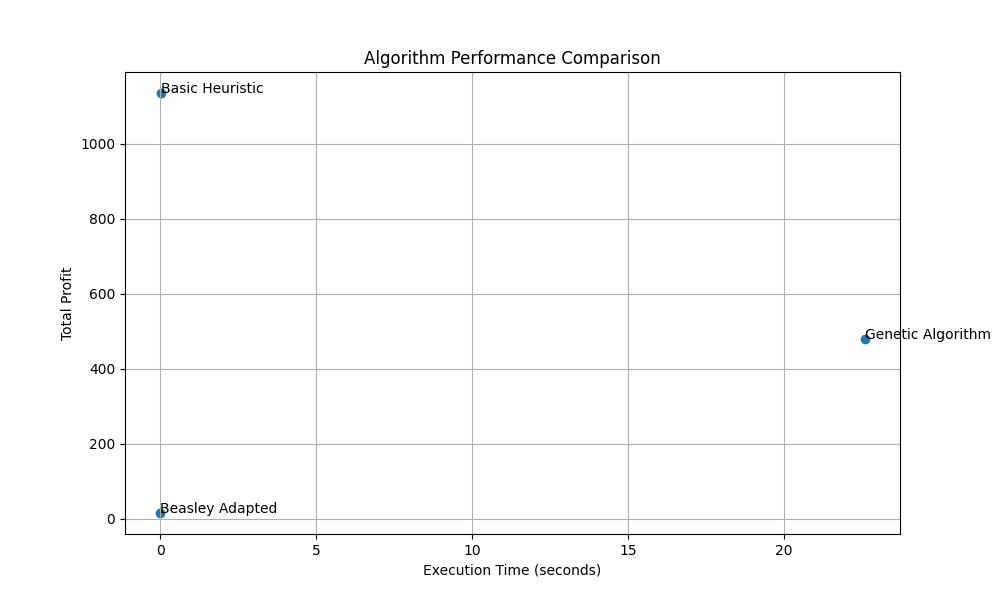 Algorithm Performance Comparison
Basic Heuristic
Genetic Algorithm
Beasley Adapted
Total Profit
1000
800
600
400
200
0
0 5 10 15 20
Execution Time (seconds)